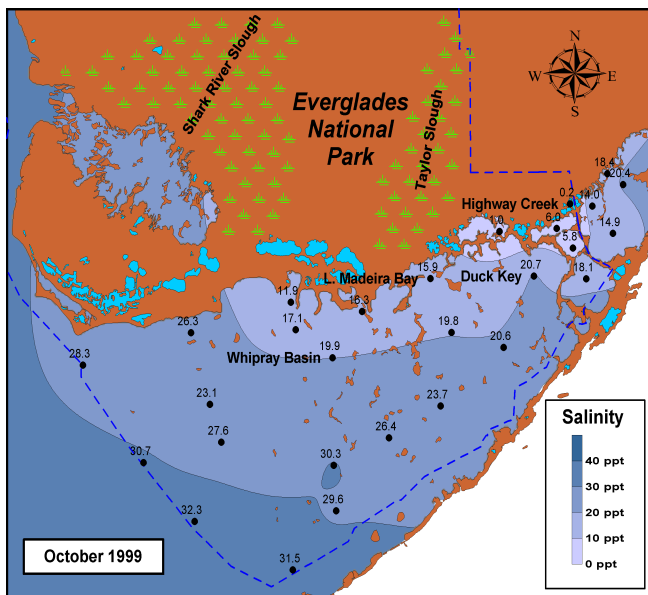 N
W
E
S
Shark River Slough
Everglades
National
Park
Taylor Slough
18.4
20.4
Highway Creek
0.2
14.0
1.0
6.0
14.9
5.8
L. Madeira Bay
15.9
Duck Key
20.7
18.1
11.9
16.3
17.1
26.3
19.8
Whipray Basin
19.9
20.6
28.3
23.1
23.7
27.6
26.4
30.7
30.3
29.6
32.3
31.5
Salinity
40 ppt
30 ppt
20 ppt
10 ppt
0 ppt
October 1999